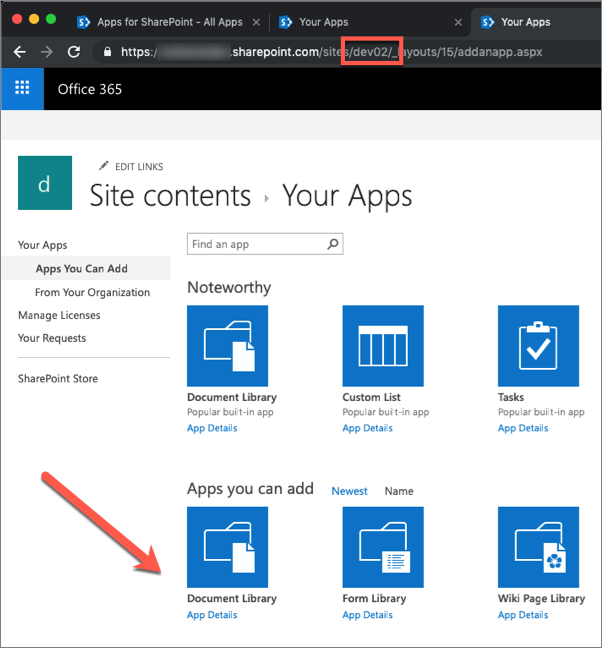 Apps for SharePoint - All Apps × Your Apps × Your Apps
https: .sharepoint.com/sites/dev02/_layouts/15/addanapp.aspx
Office 365
d
EDIT LINKS
Site contents › Your Apps
Your Apps
Apps You Can Add
From Your Organization
Manage Licenses
Your Requests
SharePoint Store
Find an app
Noteworthy
Document Library Custom List Tasks
Popular built-in app Popular built-in app Popular built-in app
App Details App Details App Details
Apps you can add Newest Name
Document Library Form Library Wiki Page Library
App Details App Details App Details